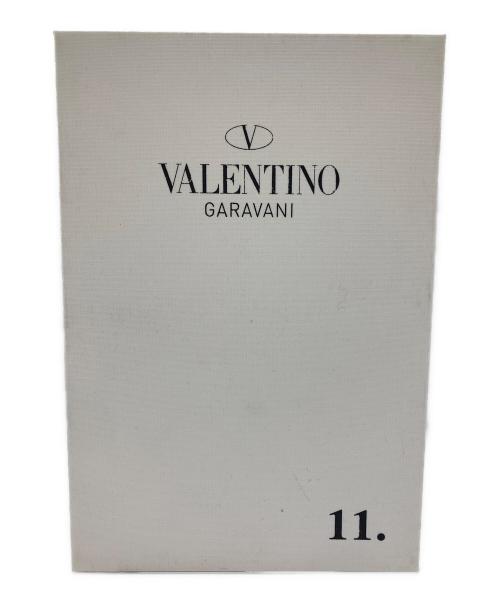 V
VALENTINO
GARAVANI
11.